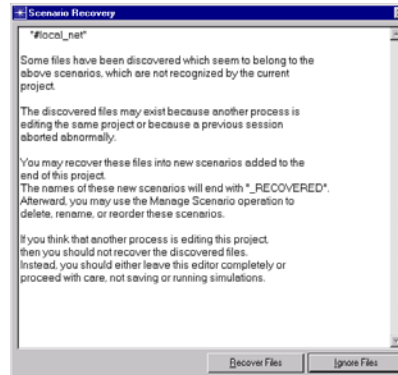 Scenario Recovery
"#local_net"
Some files have been discovered which seem to belong to the
above scenarios, which are not recognized by the current
project.
The discovered files may exist because another process is
editing the same project or because a previous session
aborted abnormally.
You may recover these files into new scenarios added to the
end of this project.
The names of these new scenarios will end with "_RECOVERED".
Afterward, you may use the Manage Scenario operation to
delete, rename, or reorder these scenarios.
If you think that another process is editing this project,
then you should not recover the discovered files.
Instead, you should either leave this editor completely or
proceed with care, not saving or running simulations.
Recover Files
Ignore Files